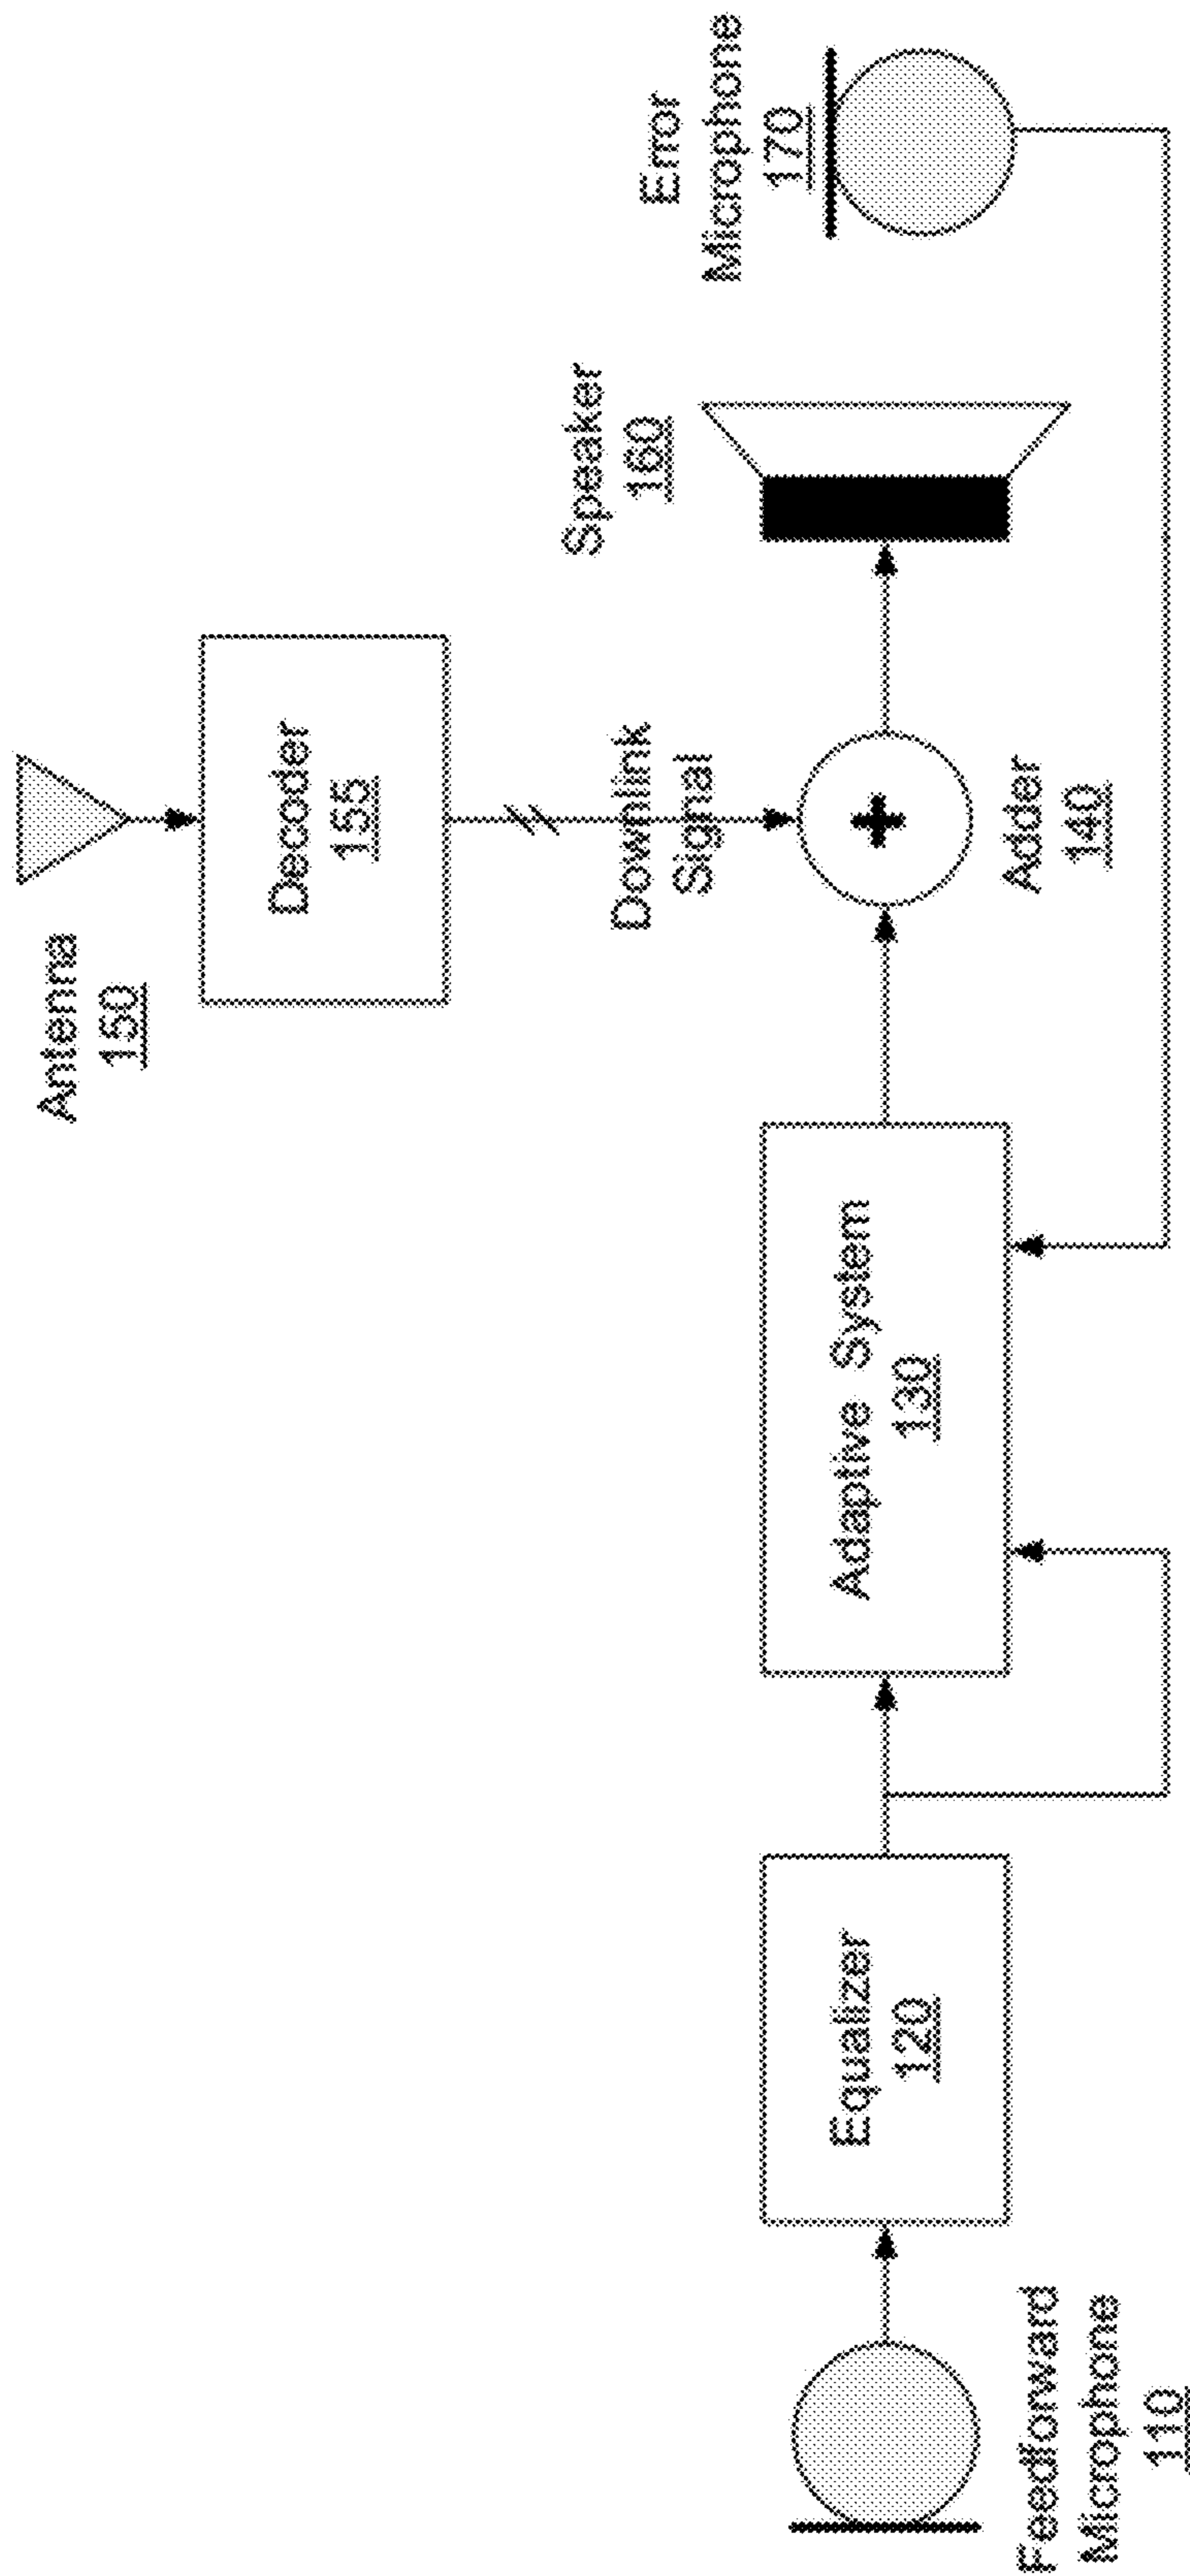 Antenna
150
Decoder
155
Downlink
Signal
Speaker
160
Error
Microphone
170
Feedforward
Microphone
110
Equalizer
120
Adaptive System
130
+
Adder
140